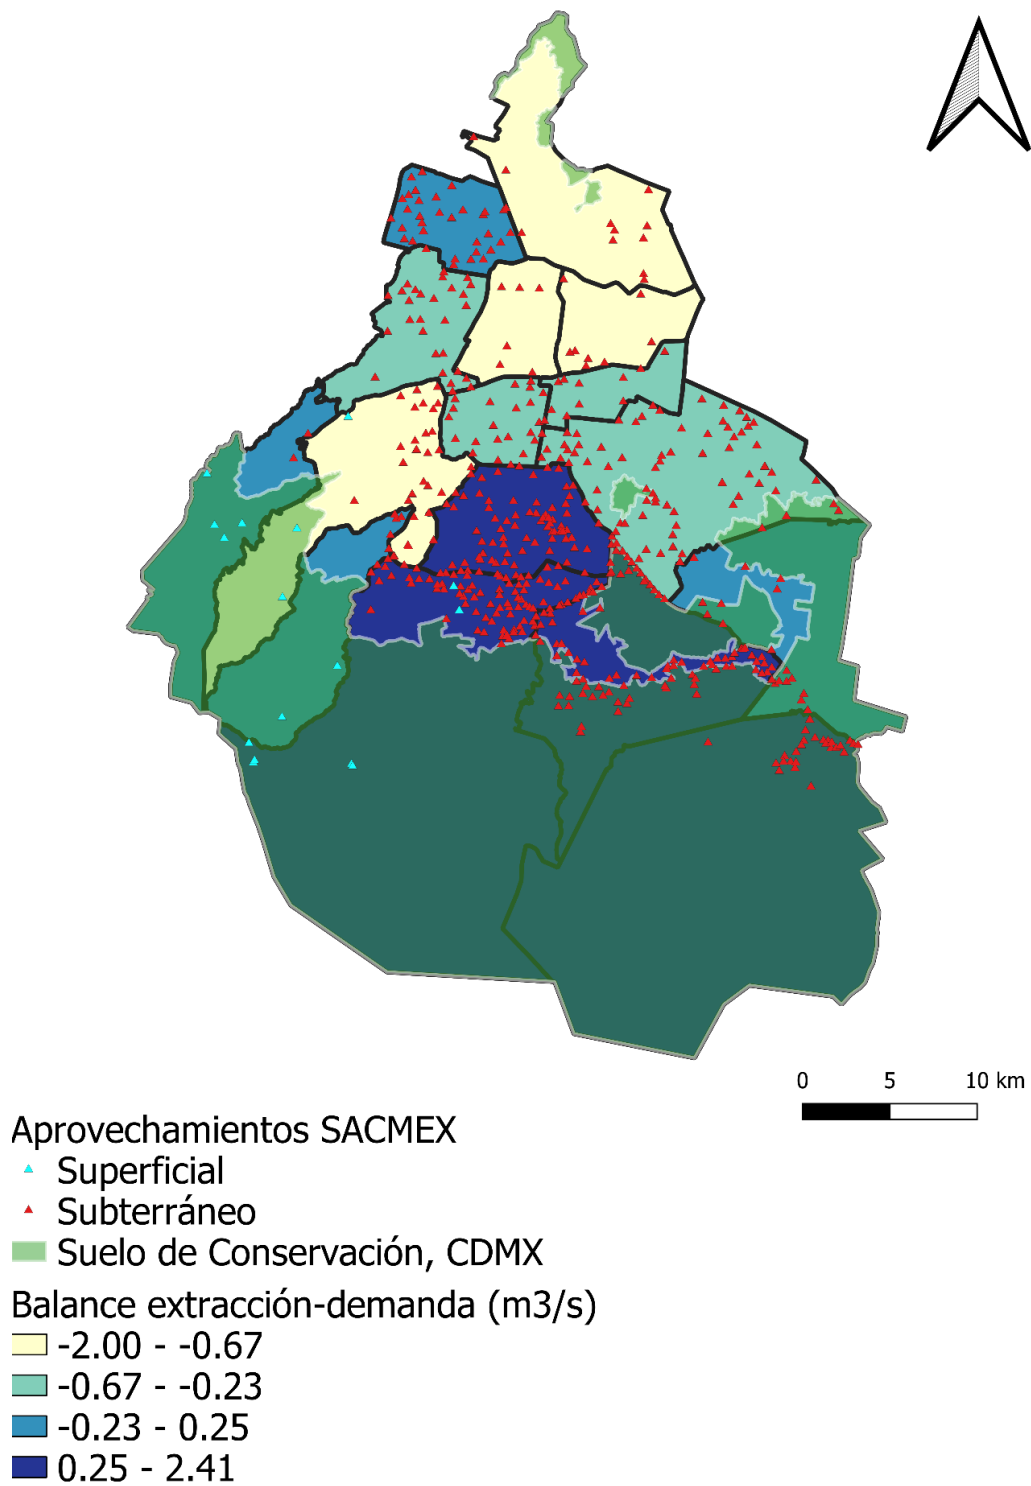 0 5 10 km
Aprovechamientos SACMEX
Superficial
Subterráneo
Suelo de Conservación, CDMX
Balance extracción-demanda (m3/s)
-2.00 - -0.67
-0.67 - -0.23
-0.23 - 0.25
0.25 - 2.41